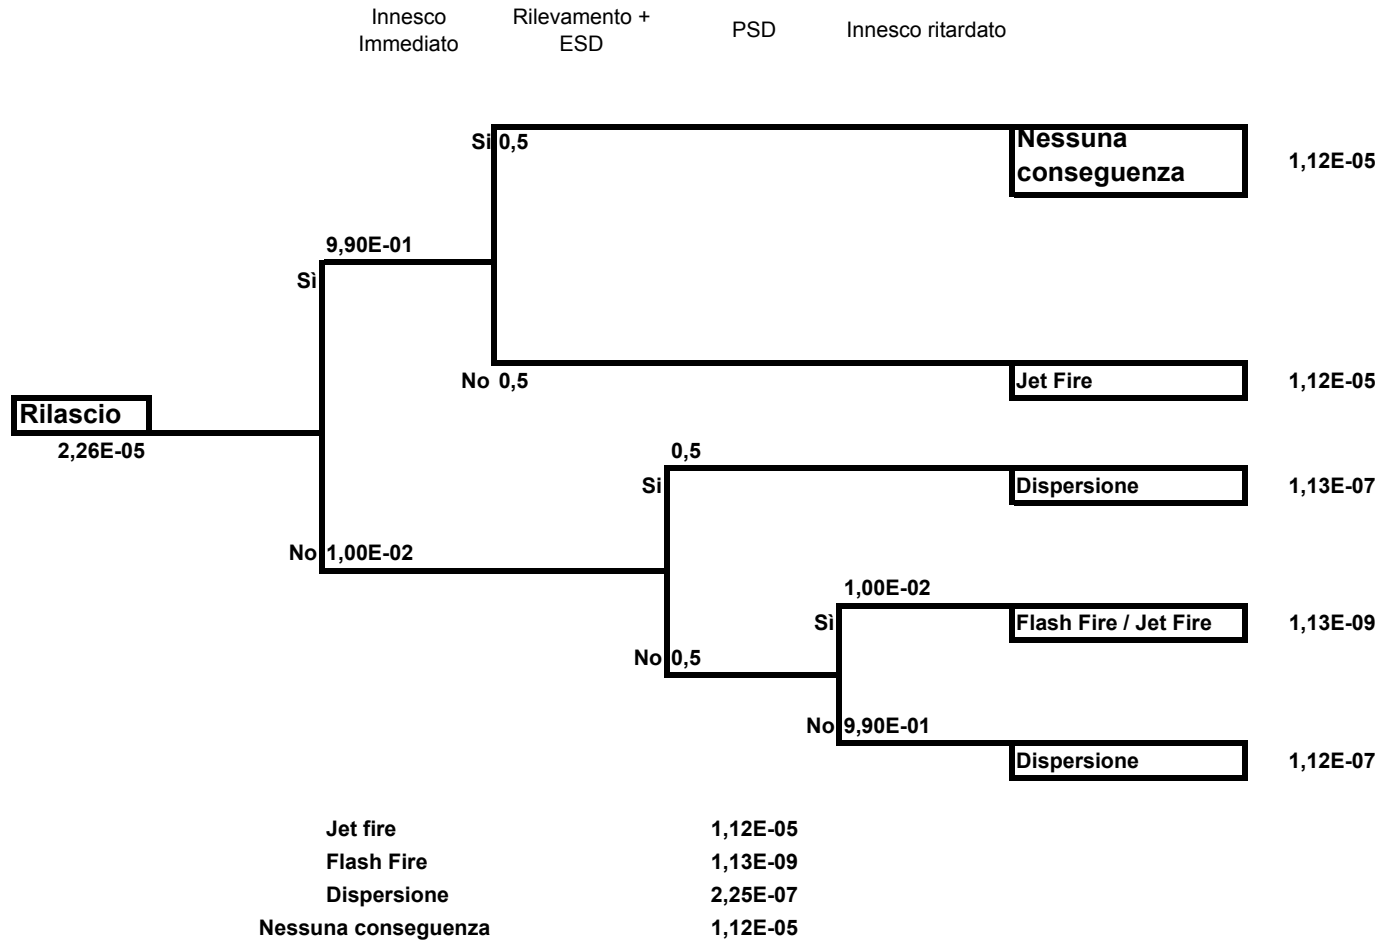 Innesco
Immediato
Rilevamento +
ESD
PSD
Innesco ritardato
Si 0,5
Nessuna
conseguenza
1,12E-05
9,90E-01
Sì
No 0,5
Jet Fire
1,12E-05
Rilascio
2,26E-05
0,5
Si
Dispersione
1,13E-07
No 1,00E-02
1,00E-02
Sì
Flash Fire / Jet Fire
1,13E-09
No 0,5
No 9,90E-01
Dispersione
1,12E-07
Jet fire 1,12E-05
Flash Fire 1,13E-09
Dispersione 2,25E-07
Nessuna conseguenza 1,12E-05